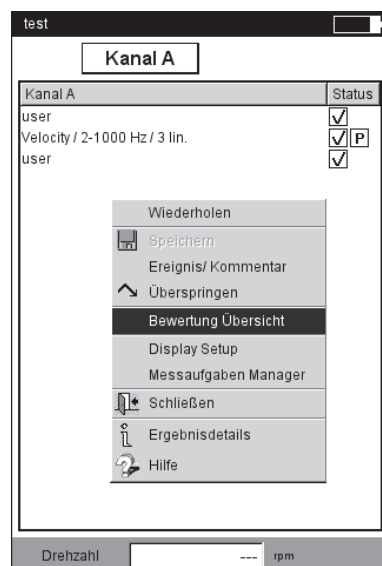 test
Kanal A
Kanal A Status
user
Velocity / 2-1000 Hz / 3 lin. P
user
Wiederholen
Speichern
Ereignis/ Kommentar
Überspringen
Bewertung Übersicht
Display Setup
Messaufgaben Manager
Schließen
Ergebnisdetails
Hilfe
Drehzahl --- rpm